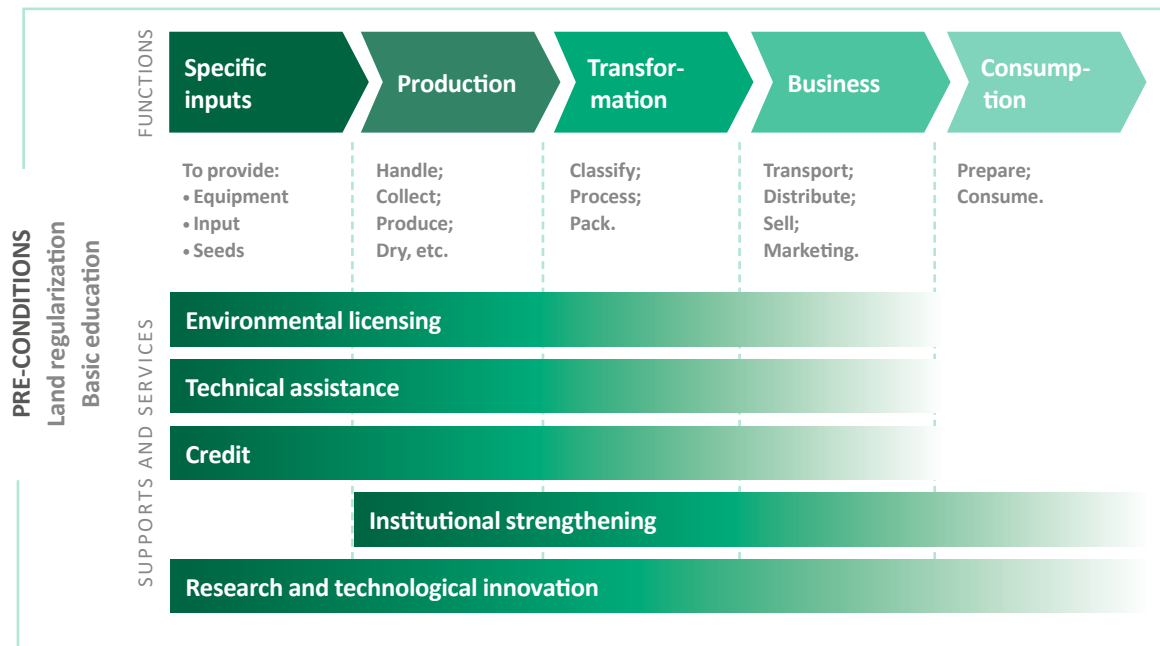 PRE-CONDITIONS
Land regularization
Basic education
FUNCTIONS
Specific
inputs
Production
Transfor-
mation
Business
Consump-
tion
To provide:
• Equipment
• Input
• Seeds
Handle;
Collect;
Produce;
Dry, etc.
Classify;
Process;
Pack.
Transport;
Distribute;
Sell;
Marketing.
Prepare;
Consume.
SUPPORTS AND SERVICES
Environmental licensing
Technical assistance
Credit
Institutional strengthening
Research and technological innovation